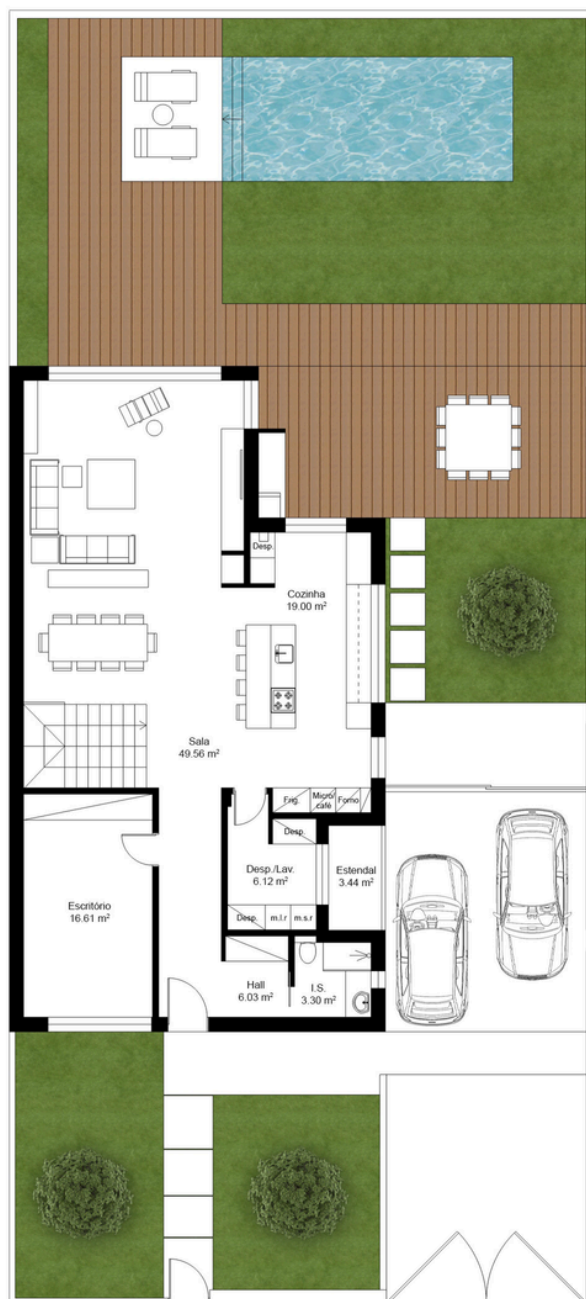 Desp.
Cozinha
19.00 m²
Sala
49.56 m²
Frig.
Micro/
café
Forno
Desp.
Desp./Lav.
6.12 m²
Estendal
3.44 m²
Escritório
16.61 m²
Desp.
m.l.r
m.s.r
Hall
6.03 m²
I.S.
3.30 m²